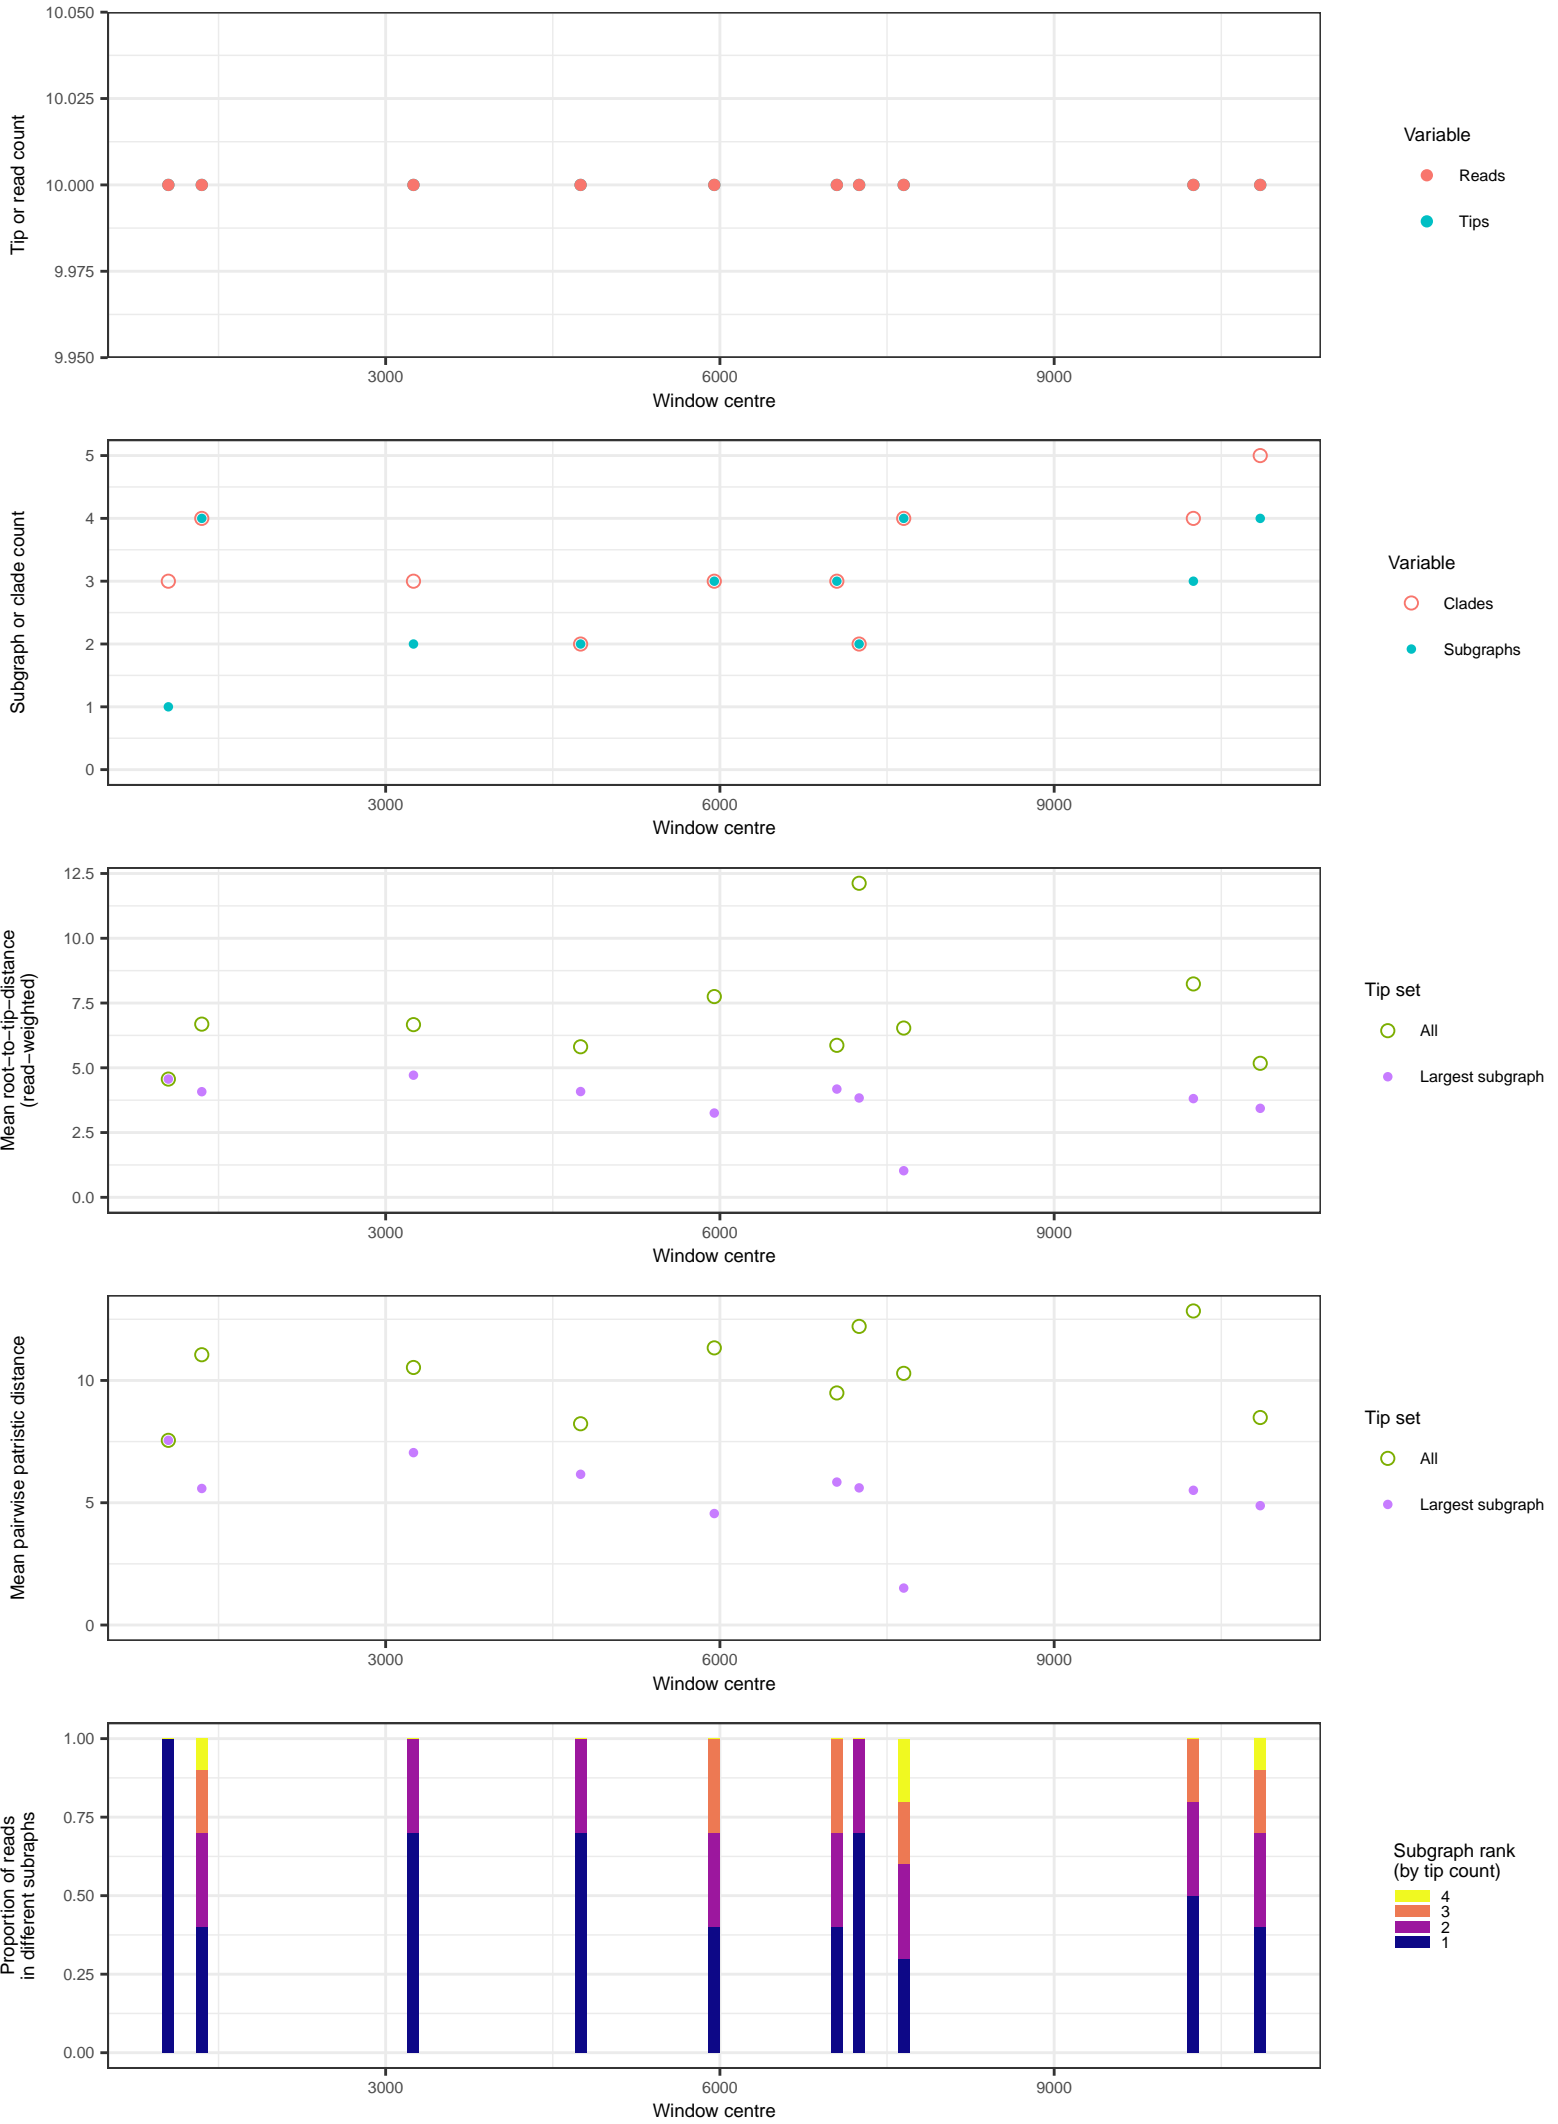 10.050
10.025
10.000
9.975
9.950
Tip or read count
3000
6000
9000
Window centre
Variable
Reads
Tips
5
4
3
2
1
0
Subgraph or clade count
3000
6000
9000
Window centre
Variable
Clades
Subgraphs
12.5
10.0
7.5
5.0
2.5
0.0
Mean root−to−tip−distance
(read−weighted)
3000
6000
9000
Window centre
Tip set
All
Largest subgraph
10
5
0
Mean pairwise patristic distance
3000
6000
9000
Window centre
Tip set
All
Largest subgraph
1.00
0.75
0.50
0.25
0.00
Proportion of reads
in different subraphs
3000
6000
9000
Window centre
Subgraph rank
(by tip count)
4
3
2
1